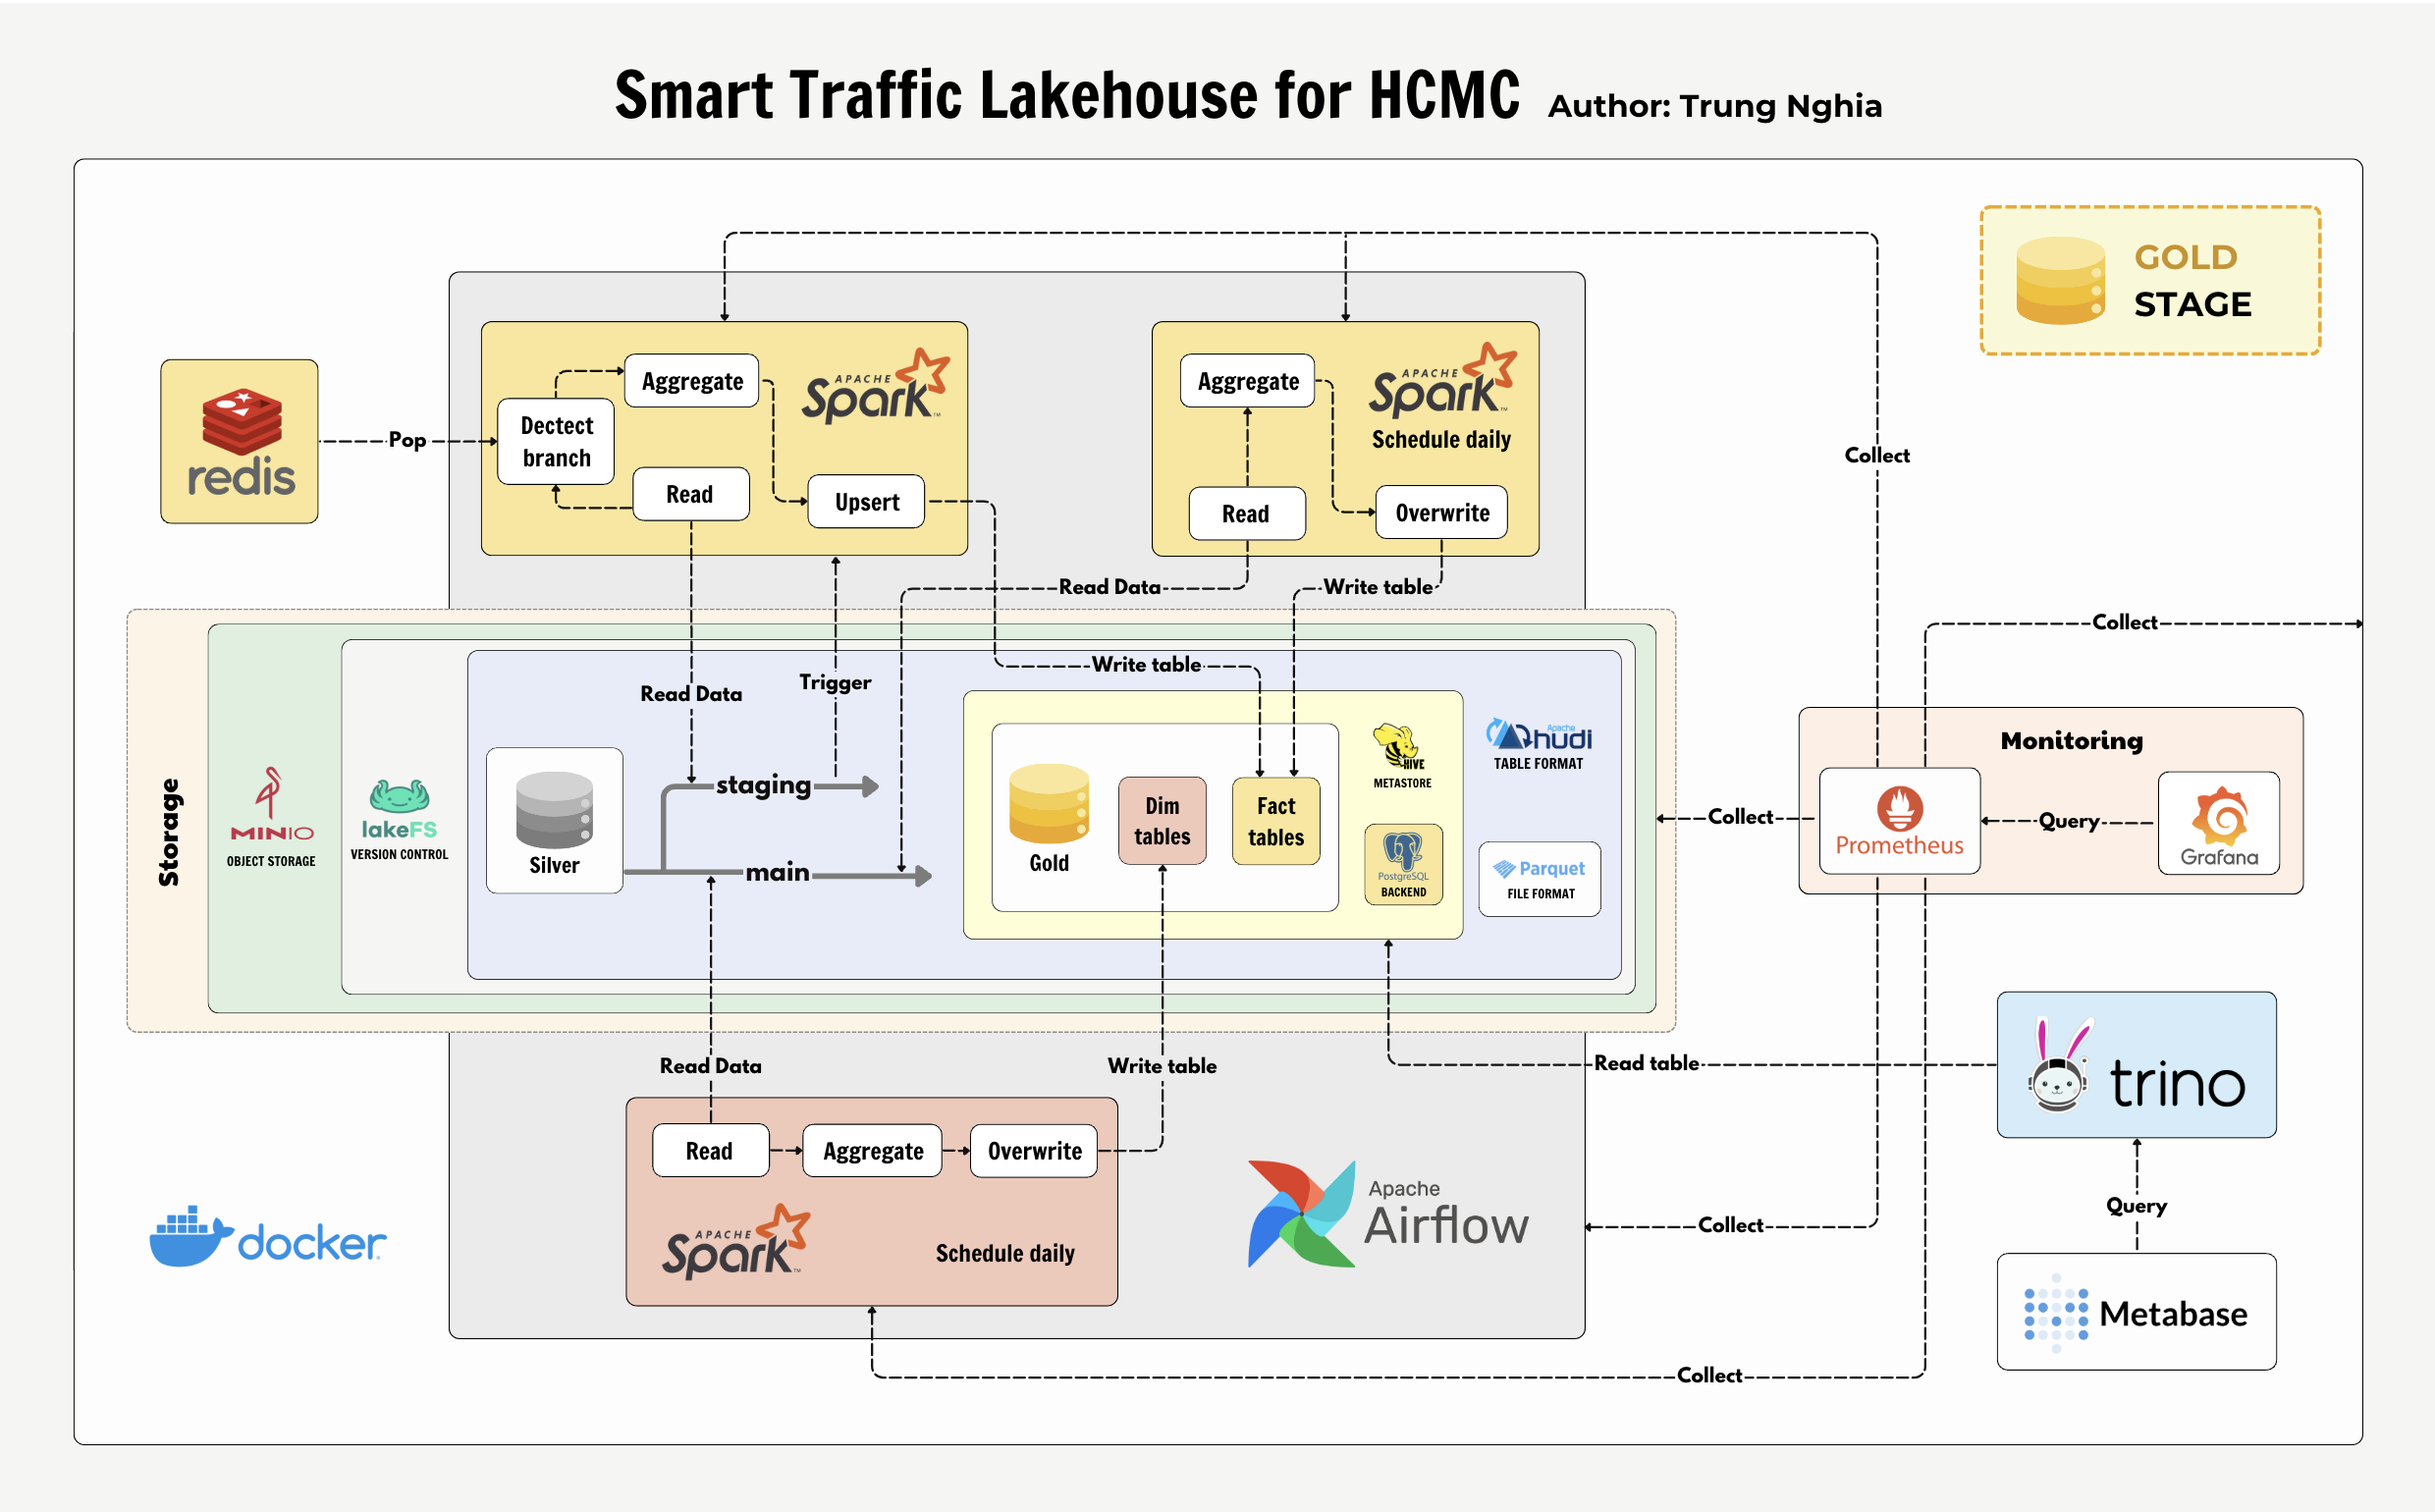 Smart Traffic Lakehouse for HCMC
Author: Trung Nghia
GOLD
STAGE
redis
Pop
Dectect
branch
Aggregate
Read
Upsert
APACHE
Spark™
Aggregate
Read
Overwrite
APACHE
Spark™
Schedule daily
Collect
Read Data
Write table
Collect
Write table
Read Data
Trigger
Storage
MINIO
OBJECT STORAGE
lakeFS
VERSION CONTROL
Silver
staging
main
Gold
Dim
tables
Fact
tables
HIVE
METASTORE
PostgreSQL
BACKEND
Apache
hudi
TABLE FORMAT
Parquet
FILE FORMAT
Collect
Monitoring
Prometheus
Query
Grafana
Read Data
Write table
Read table
trino
Query
Metabase
Read
Aggregate
Overwrite
APACHE
Spark™
Schedule daily
Apache
Airflow
docker
Collect
Collect